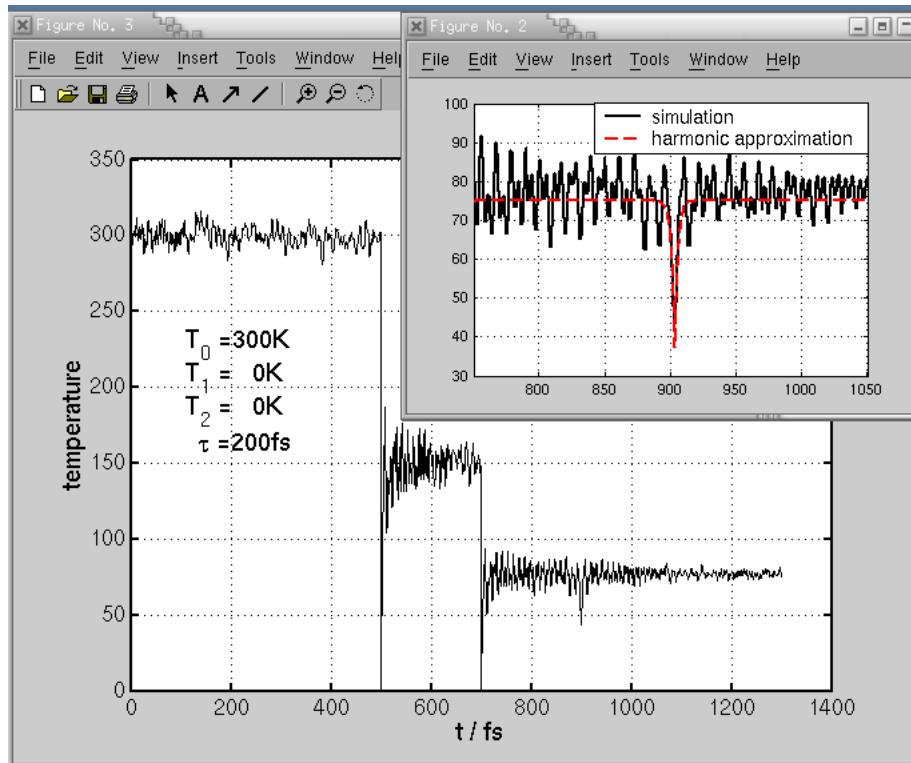 Figure No. 3
File Edit View Insert Tools Window Help
A
350
300
250
200
150
100
50
0
0 200 400 600 800 1000 1200 1400
temperature
t / fs
T0 =300K
T1 = 0K
T2 = 0K
τ =200fs
Figure No. 2
File Edit View Insert Tools Window Help
100
90
80
70
60
50
40
30
800 850 900 950 1000 1050
simulation
harmonic approximation